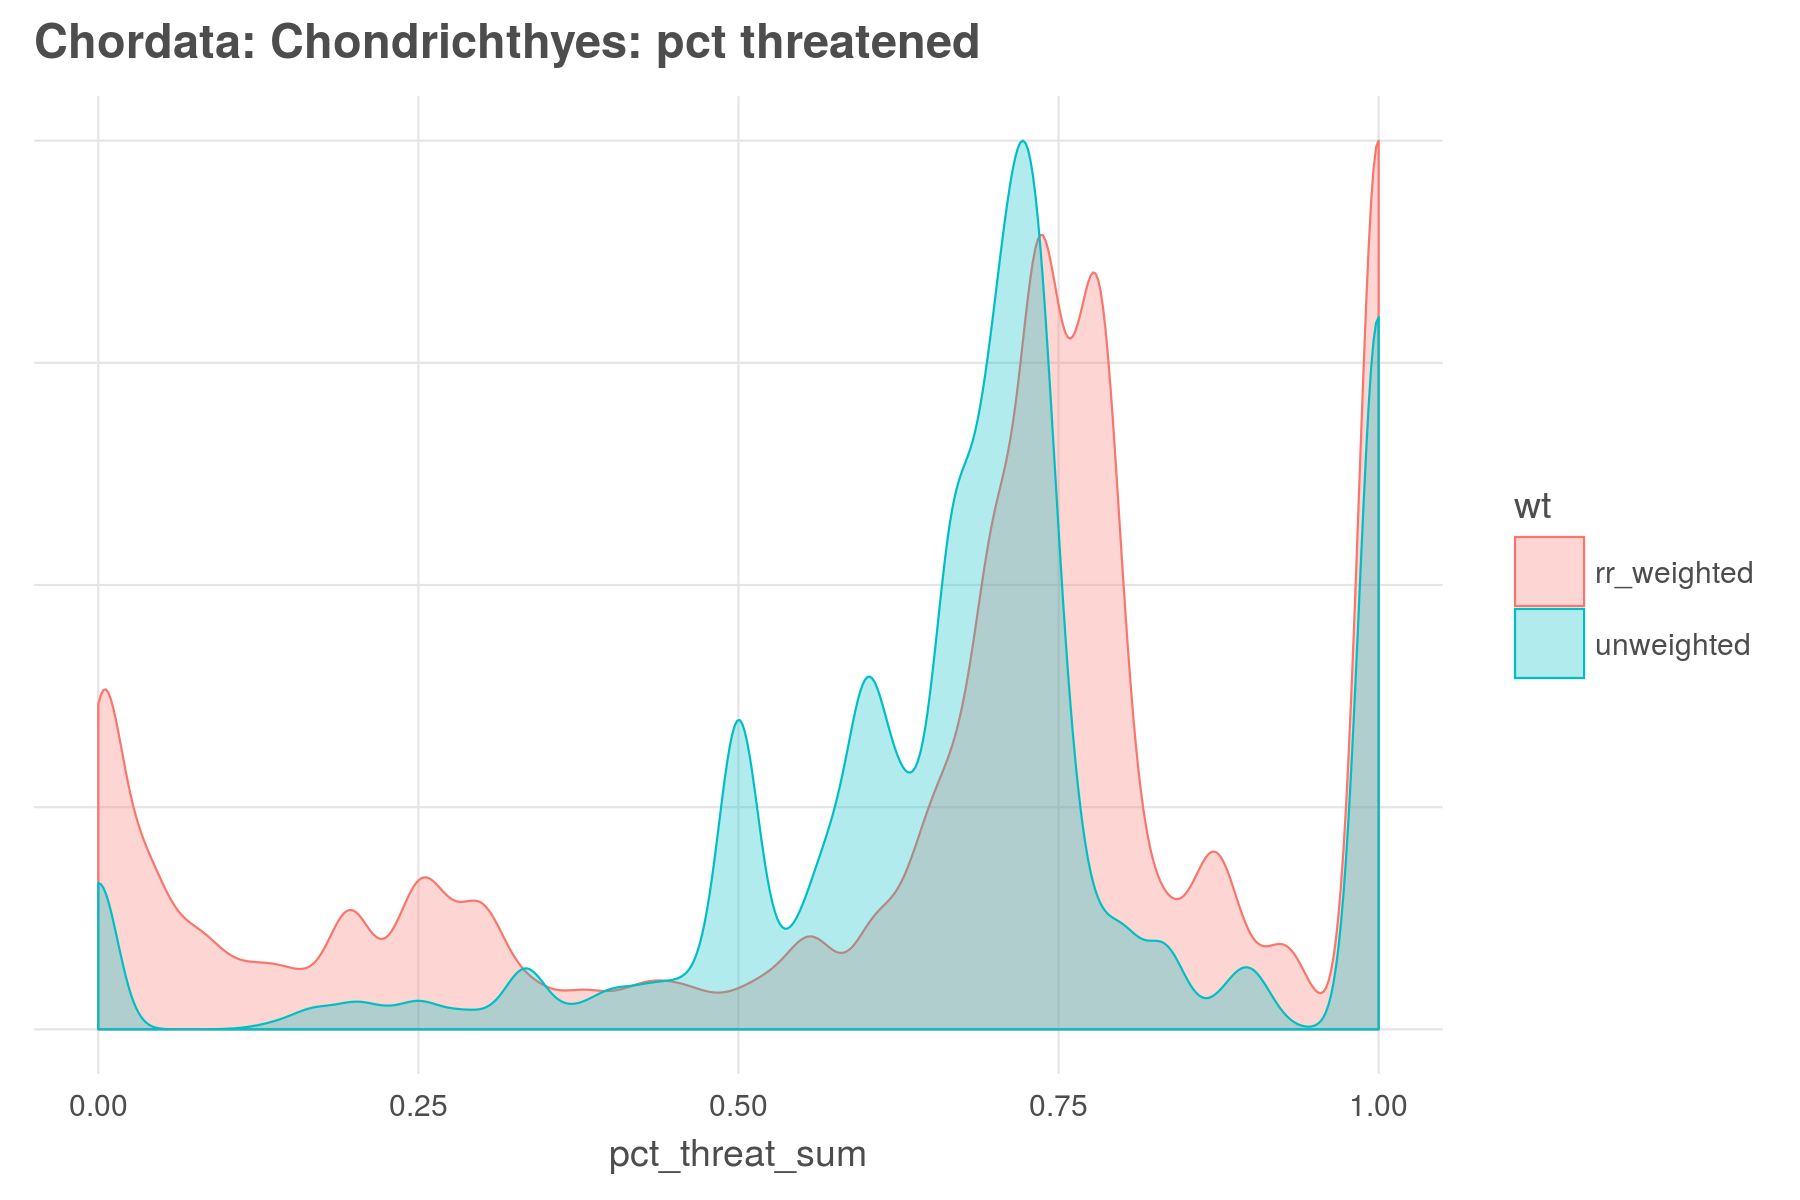 Chordata: Chondrichthyes: pct threatened
wt
rr_weighted
unweighted
0.00 0.25 0.50 0.75 1.00
pct_threat_sum